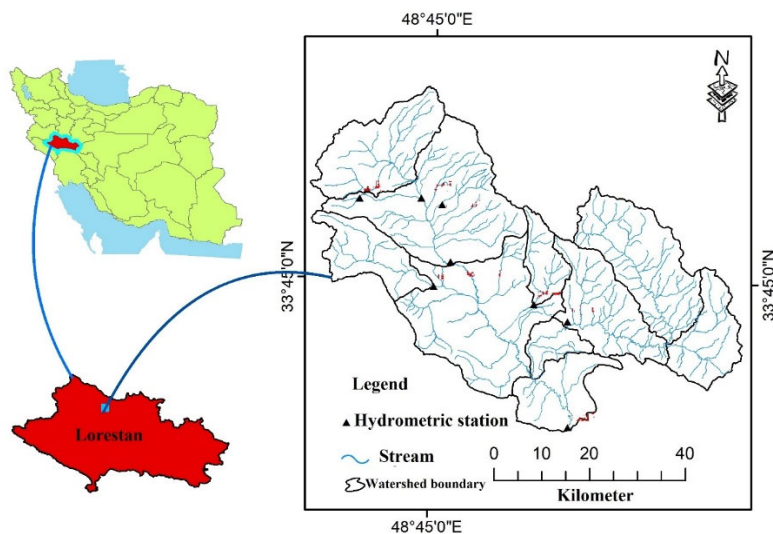 48°45'0"E
N
33°45'0"N
33°45'0"N
Legend
Hydrometric station
Stream
Watershed boundary
0 10 20 40
Kilometer
Lorestan
48°45'0"E